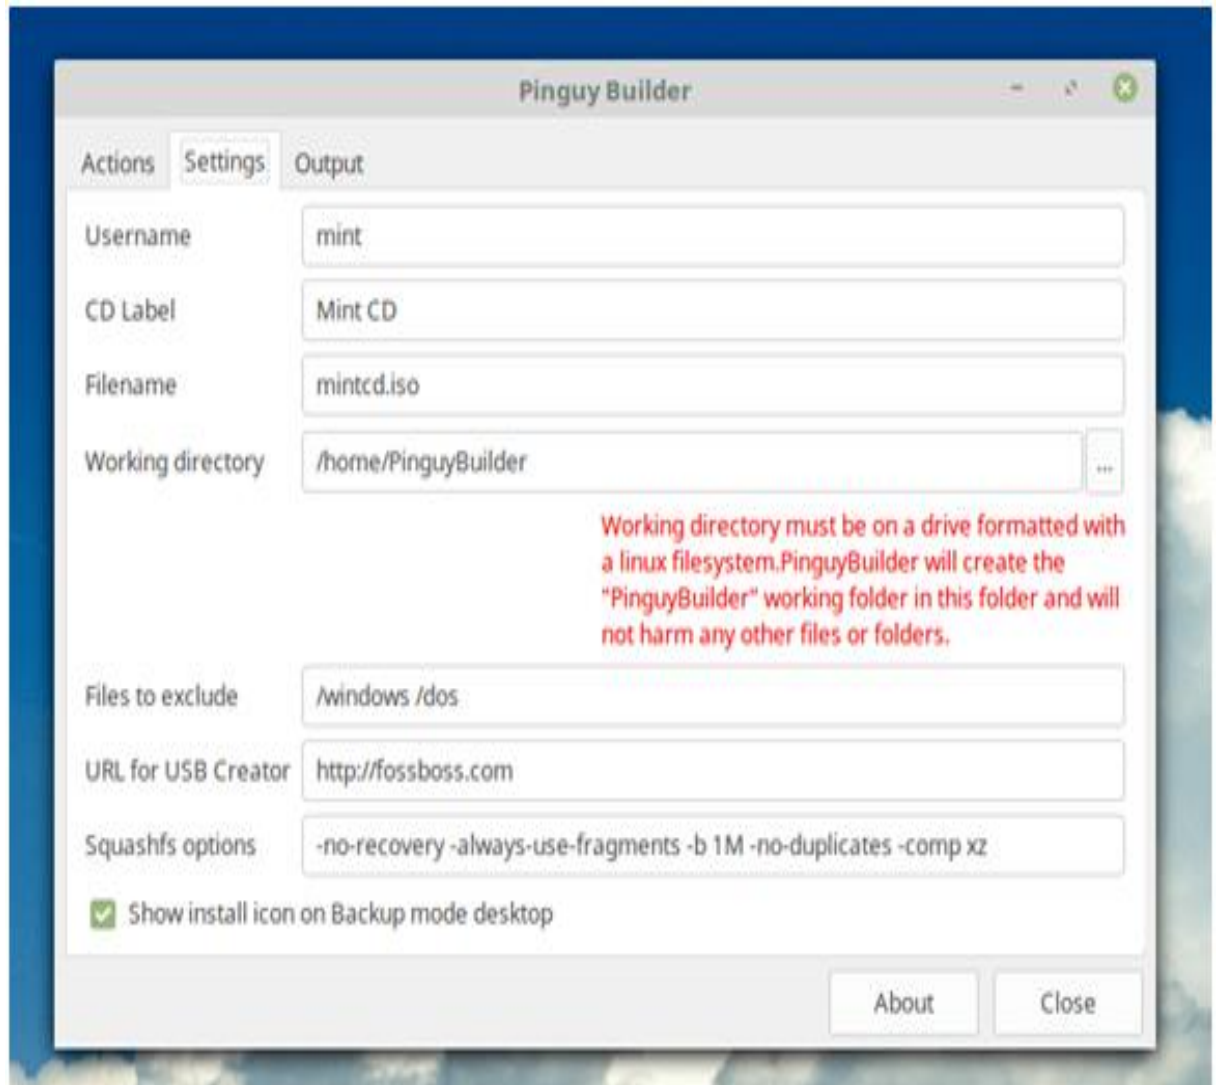 Pinguy Builder
Actions Settings Output
Username mint
CD Label Mint CD
Filename mintcd.iso
Working directory /home/PinguyBuilder ...
Working directory must be on a drive formatted with
a linux filesystem.PinguyBuilder will create the
"PinguyBuilder" working folder in this folder and will
not harm any other files or folders.
Files to exclude /windows /dos
URL for USB Creator http://fossboss.com
Squashfs options -no-recovery -always-use-fragments -b 1M -no-duplicates -comp xz
Show install icon on Backup mode desktop
About Close